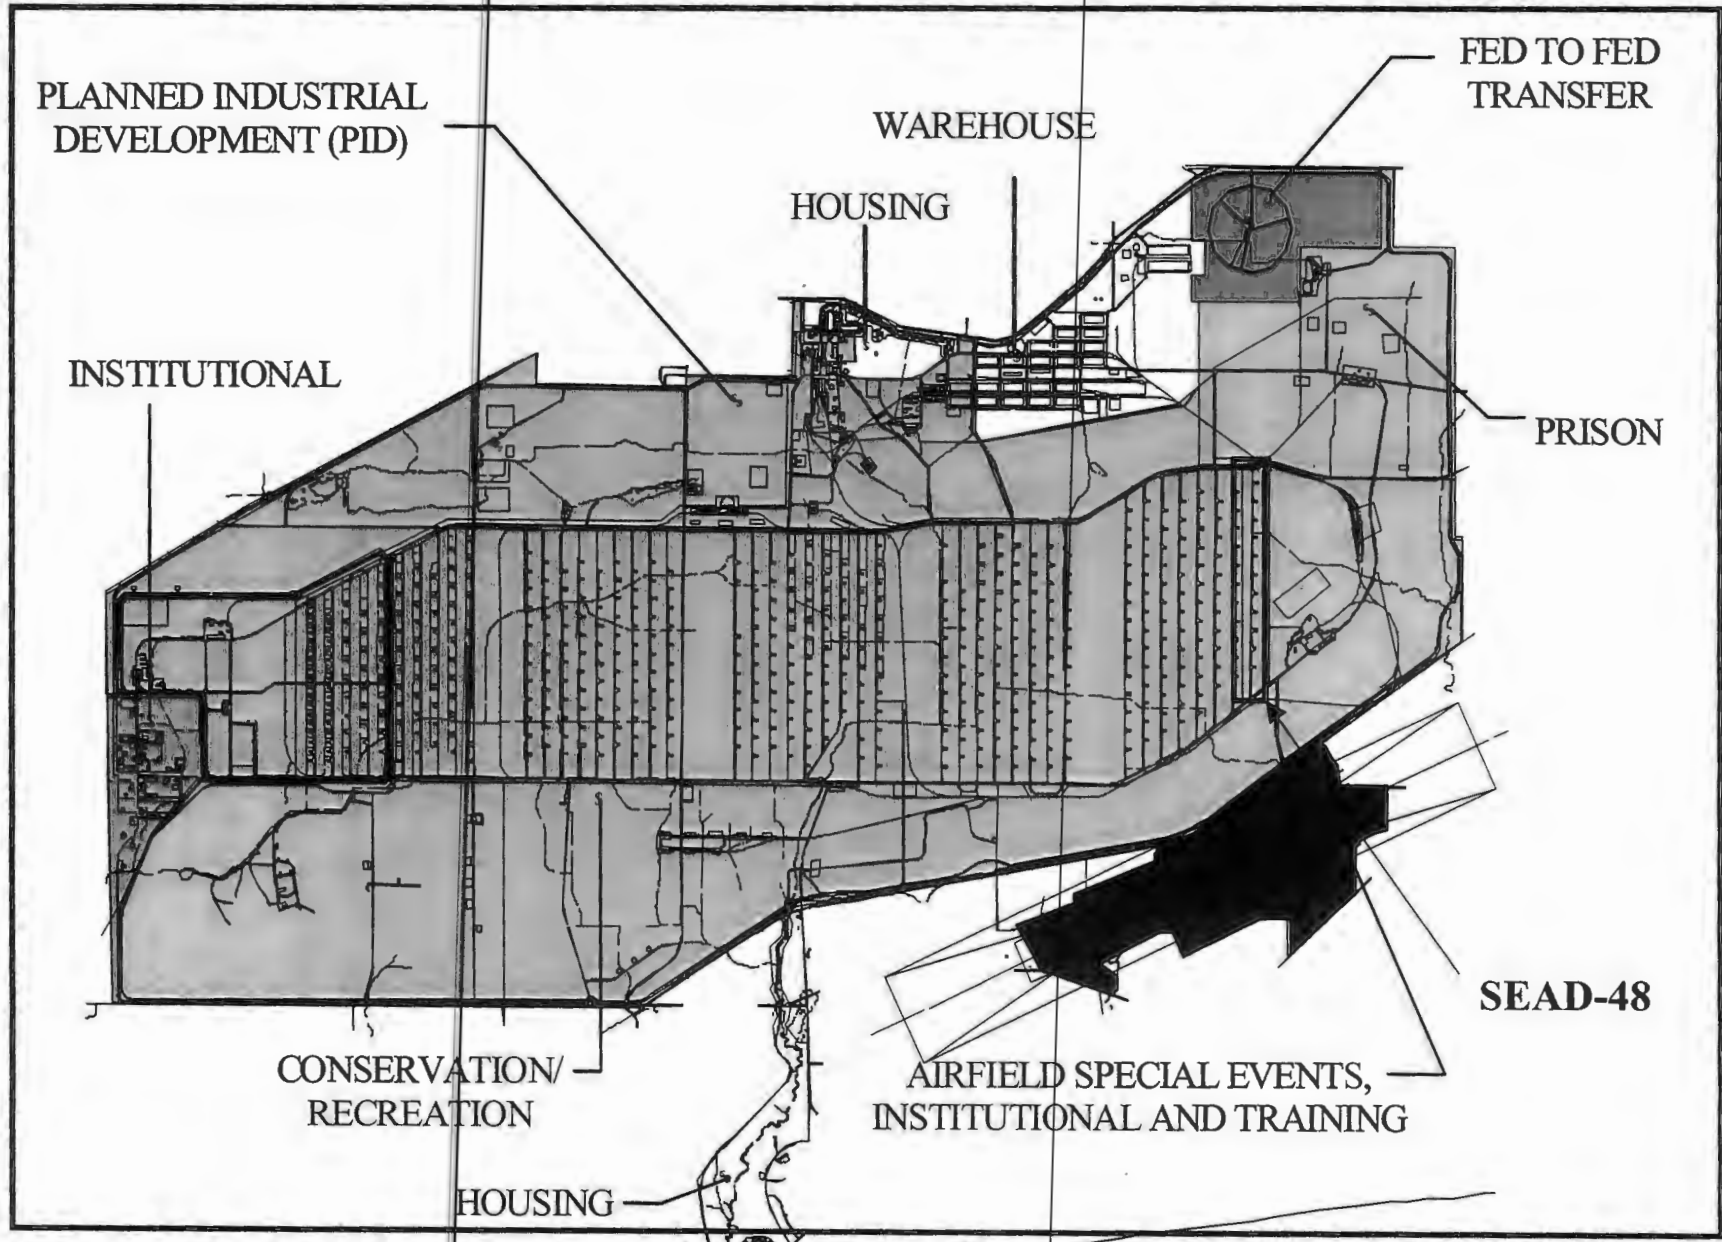 FED TO FED
TRANSFER
PLANNED INDUSTRIAL
DEVELOPMENT (PID)
WAREHOUSE
HOUSING
INSTITUTIONAL
PRISON
SEAD-48
CONSERVATION/
RECREATION
AIRFIELD SPECIAL EVENTS,
INSTITUTIONAL AND TRAINING
HOUSING